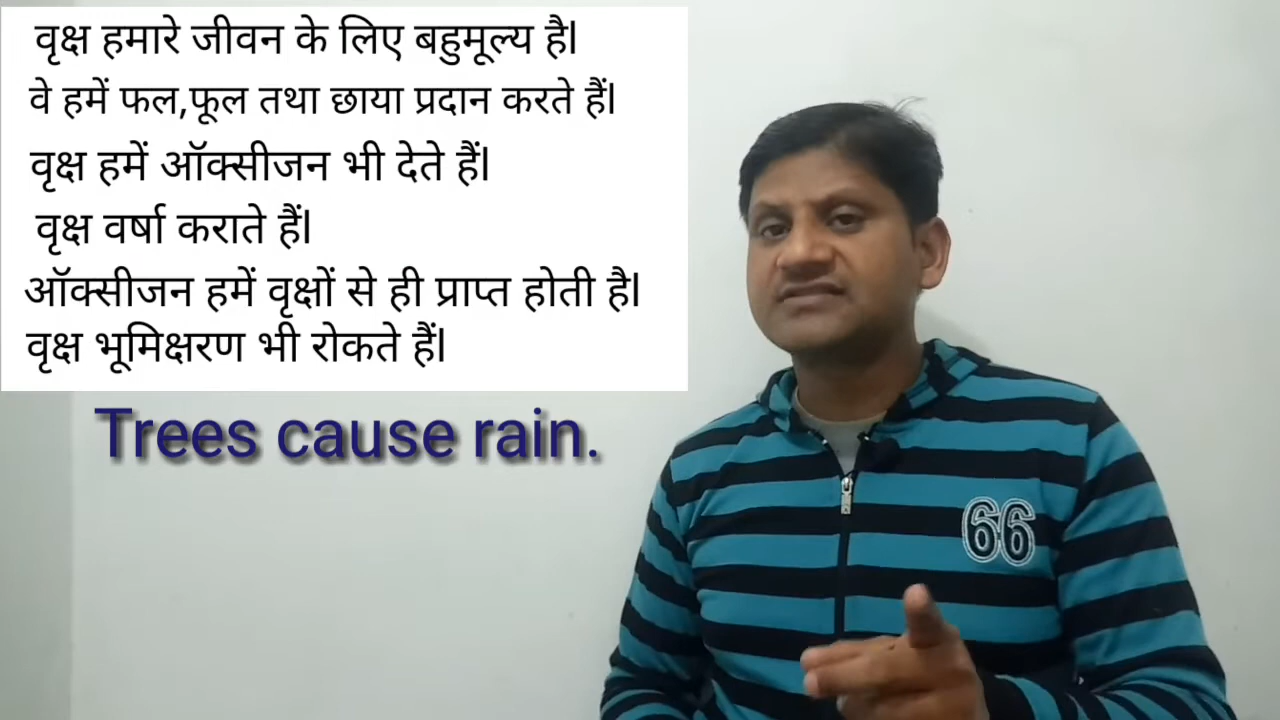 वृक्ष हमारे जीवन के लिए बहुमूल्य है।
वे हमें फल,फूल तथा छाया प्रदान करते हैं।
वृक्ष हमें ऑक्सीजन भी देते हैं।
वृक्ष वर्षा कराते हैं।
ऑक्सीजन हमें वृक्षों से ही प्राप्त होती है।
वृक्ष भूमिक्षरण भी रोकते हैं।
Trees cause rain.
66